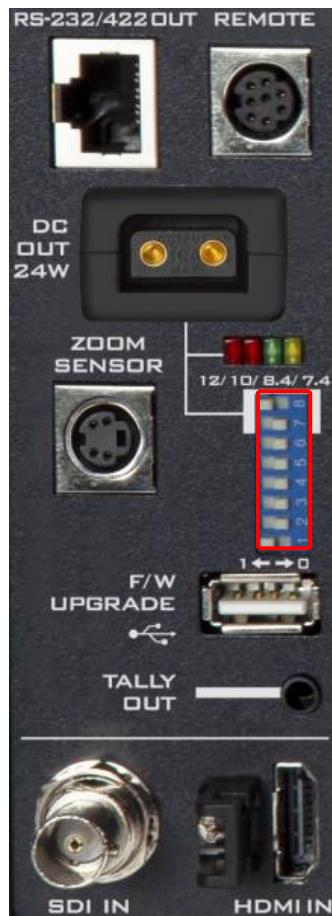 RS-232/422 OUT REMOTE
DC
OUT
24W
ZOOM
SENSOR
12/10/8.4/7.4
8
7
6
5
4
3
2
1
1 ← → 0
F/W
UPGRADE
TALLY
OUT
SDI IN
HDMI IN